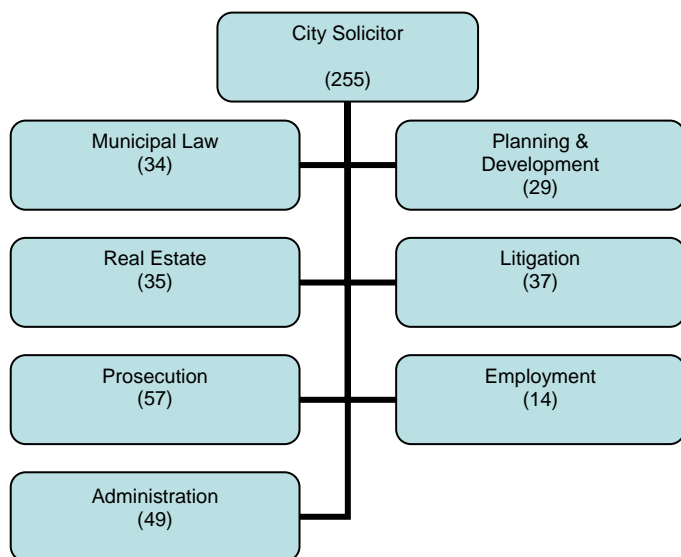 City Solicitor
(255)
Municipal Law
(34)
Planning &
Development
(29)
Real Estate
(35)
Litigation
(37)
Prosecution
(57)
Employment
(14)
Administration
(49)